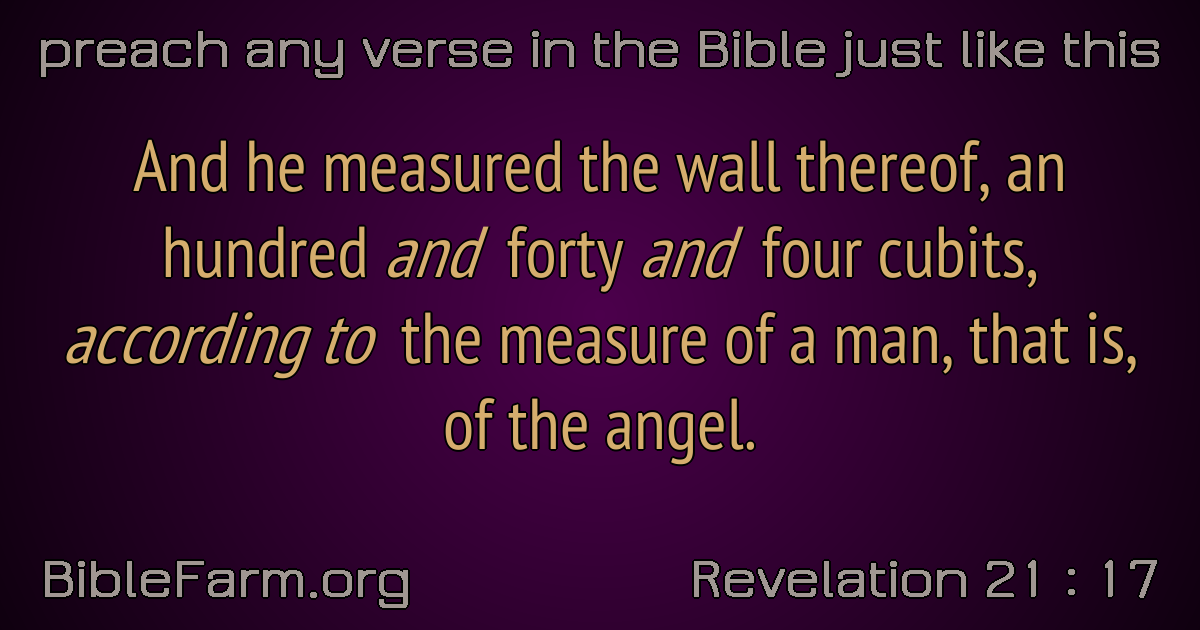 preach any verse in the Bible just like this
And he measured the wall thereof, an
hundred and forty and four cubits,
according to the measure of a man, that is,
of the angel.
BibleFarm.org
Revelation 21 : 17